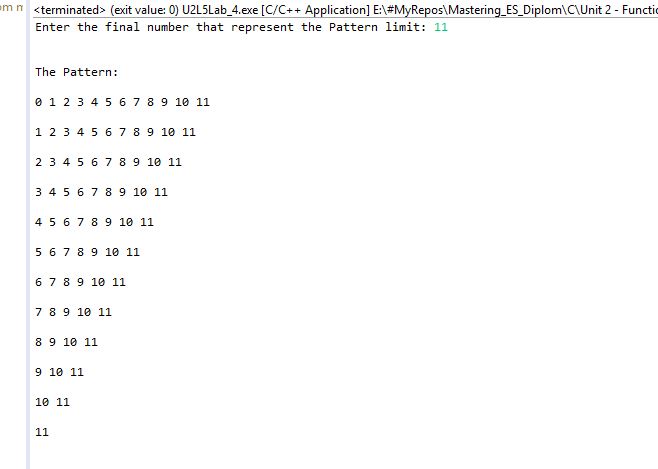 om n
<terminated> (exit value: 0) U2L5Lab_4.exe [C/C++ Application] E:\#MyRepos\Mastering_ES_Diplom\C\Unit 2 - Functio
Enter the final number that represent the Pattern limit: 11
The Pattern:
0 1 2 3 4 5 6 7 8 9 10 11
1 2 3 4 5 6 7 8 9 10 11
2 3 4 5 6 7 8 9 10 11
3 4 5 6 7 8 9 10 11
4 5 6 7 8 9 10 11
5 6 7 8 9 10 11
6 7 8 9 10 11
7 8 9 10 11
8 9 10 11
9 10 11
10 11
11